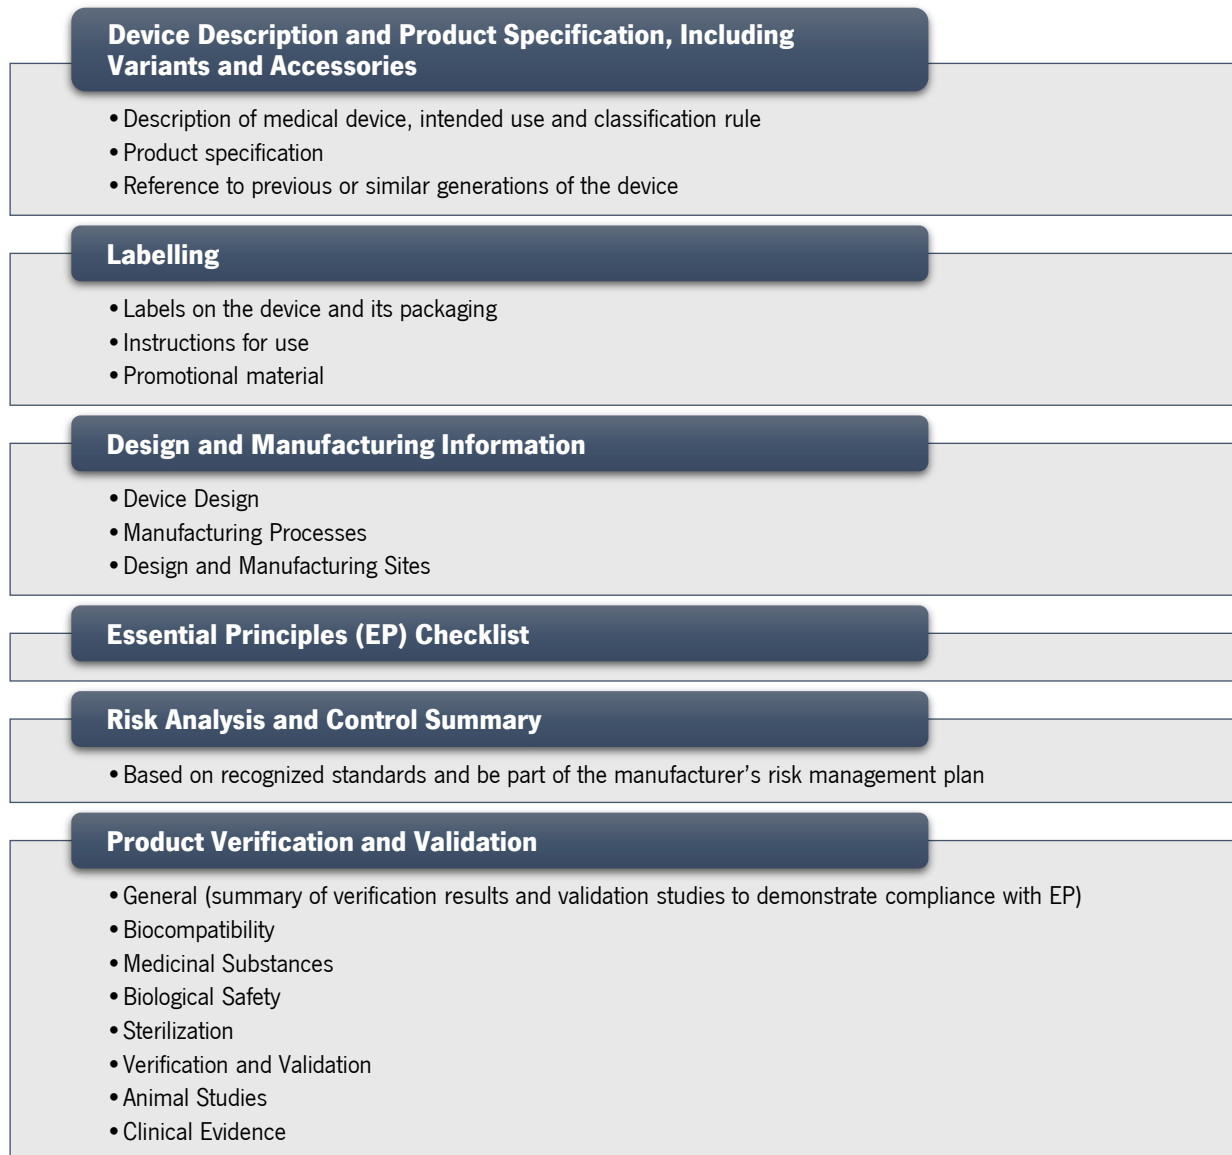 Device Description and Product Specification, Including
Variants and Accessories
• Description of medical device, intended use and classification rule
• Product specification
• Reference to previous or similar generations of the device
Labelling
• Labels on the device and its packaging
• Instructions for use
• Promotional material
Design and Manufacturing Information
• Device Design
• Manufacturing Processes
• Design and Manufacturing Sites
Essential Principles (EP) Checklist
Risk Analysis and Control Summary
• Based on recognized standards and be part of the manufacturer’s risk management plan
Product Verification and Validation
• General (summary of verification results and validation studies to demonstrate compliance with EP)
• Biocompatibility
• Medicinal Substances
• Biological Safety
• Sterilization
• Verification and Validation
• Animal Studies
• Clinical Evidence